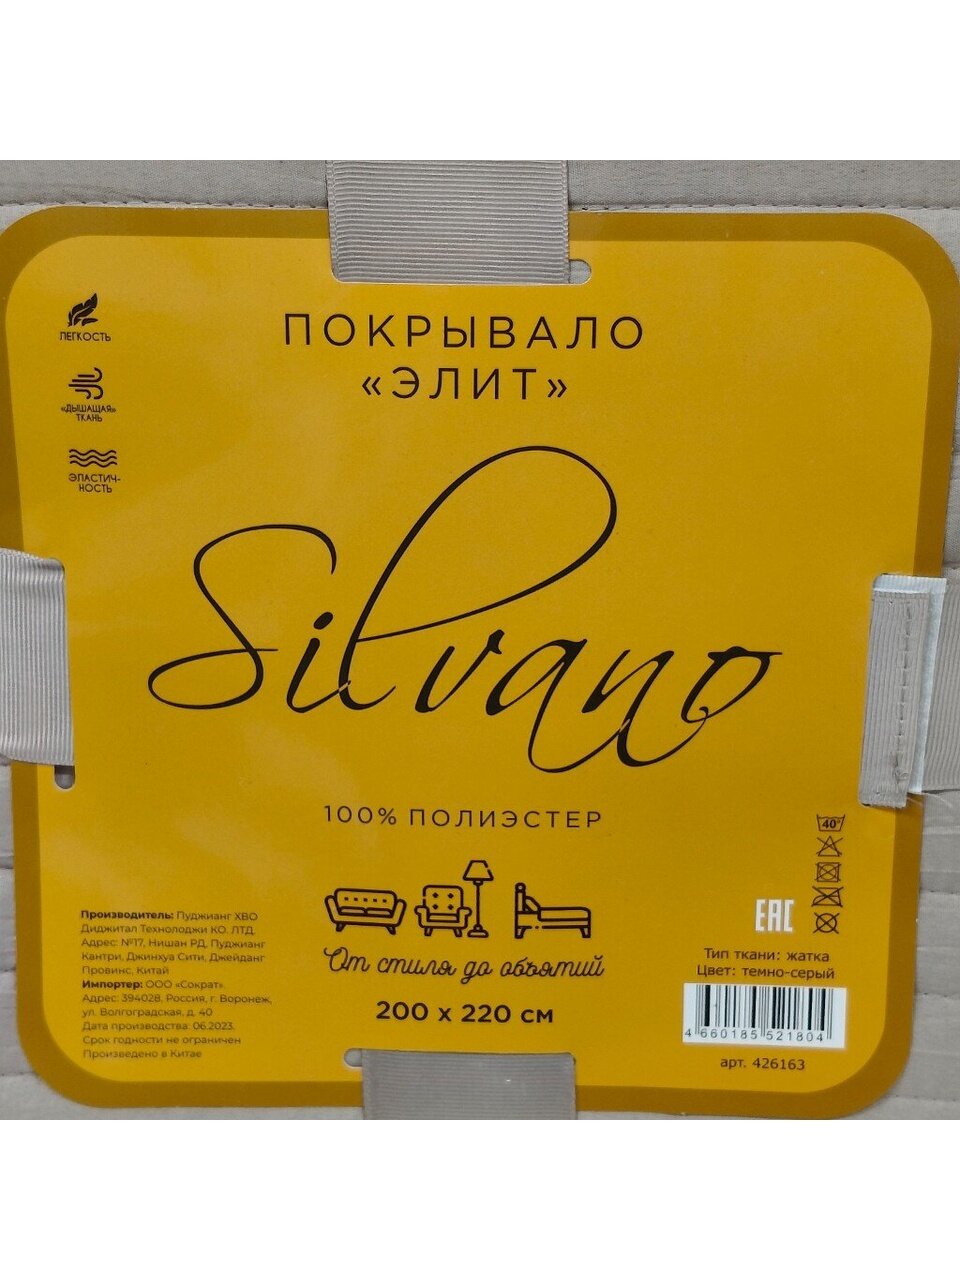 ПОКРЫВАЛО
«ЭЛИТ»
ЛЕГКОСТЬ
«ДЫШАЩАЯ»
ТКАНЬ
ЭЛАСТИЧ-
НОСТЬ
Silvano
100% ПОЛИЭСТЕР
От стиля до объятий
200 х 220 см
Производитель: Пуджианг ХВО
Диджитал Технолоджи КО. ЛТД.
Адрес: №17, Нишан РД, Пуджианг
Кантри, Джинхуа Сити, Джейданг
Провинс, Китай
Импортер: ООО «Сократ».
Адрес: 394028, Россия, г. Воронеж,
ул. Волгоградская, д. 40
Дата производства: 06.2023.
Срок годности не ограничен
Произведено в Китае
40°
EAC
Тип ткани: жатка
Цвет: темно-серый
4 660185 521804
арт. 426163